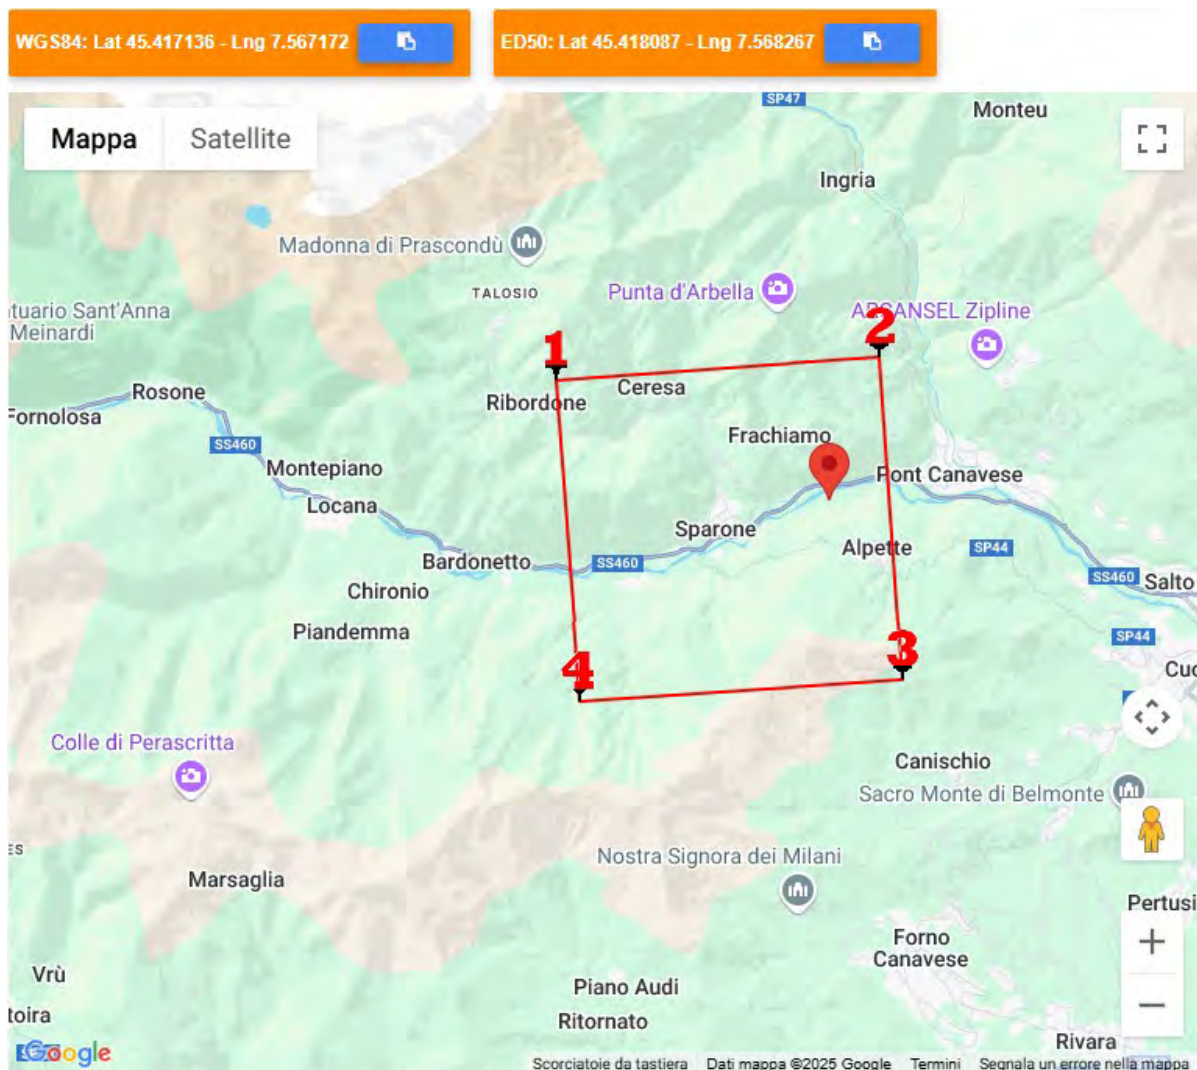 WGS84: Lat 45.417136 - Lng 7.567172
ED50: Lat 45.418087 - Lng 7.568267
Mappa
Satellite
SP47
Monteu
Ingria
Madonna di Prascondù
TALOSIO
Punta d'Arbella
tuario Sant'Anna
Meinardi
ARCANSEL Zipline
2
1
Ceresa
Rosone
Ribordone
Fornolosa
Frachiamo
SS460
Montepiano
Pont Canavese
Locana
Sparone
Alpette
SP44
Bardonetto
SS460
SS460
Salto
Chironio
Piandemma
SP44
3
4
Cuc
Colle di Perascritta
Canischio
Sacro Monte di Belmonte
ES
Nostra Signora dei Milani
Marsaglia
Pertusi
Forno
Canavese
Vrù
Piano Audi
toira
Ritornato
Rivara
Google
Scorciatoie da tastiera
Dati mappa ©2025 Google
Termini
Segnala un errore nella mappa